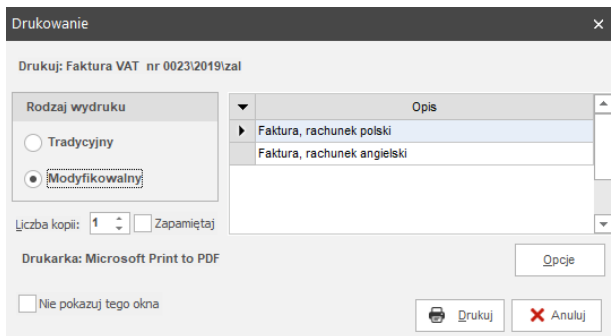 Drukowanie
Drukuj: Faktura VAT nr 0023\2019\zal
Rodzaj wydruku
Tradycyjny
Modyfikowalny
Opis
Faktura, rachunek polski
Faktura, rachunek angielski
Liczba kopii: 1 Zapamiętaj
Drukarka: Microsoft Print to PDF
Opcje
Nie pokazuj tego okna
Drukuj
Anuluj